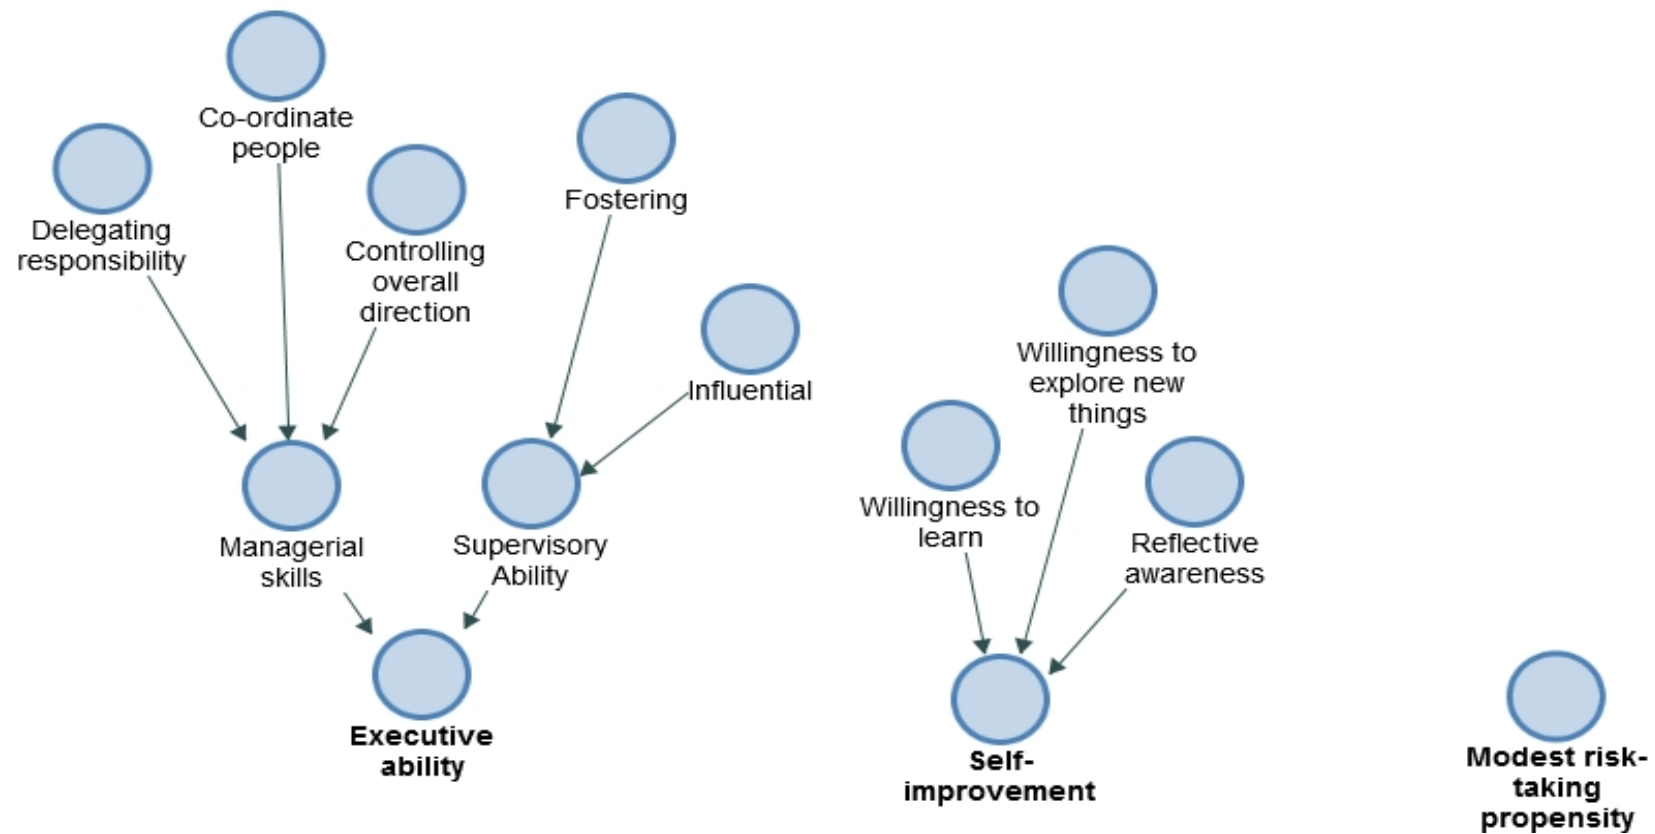 Co-ordinate
people
Delegating
responsibility
Controlling
overall
direction
Fostering
Influential
Managerial
skills
Supervisory
Ability
Executive
ability
Willingness to
explore new
things
Willingness to
learn
Reflective
awareness
Self-
improvement
Modest risk-
taking
propensity